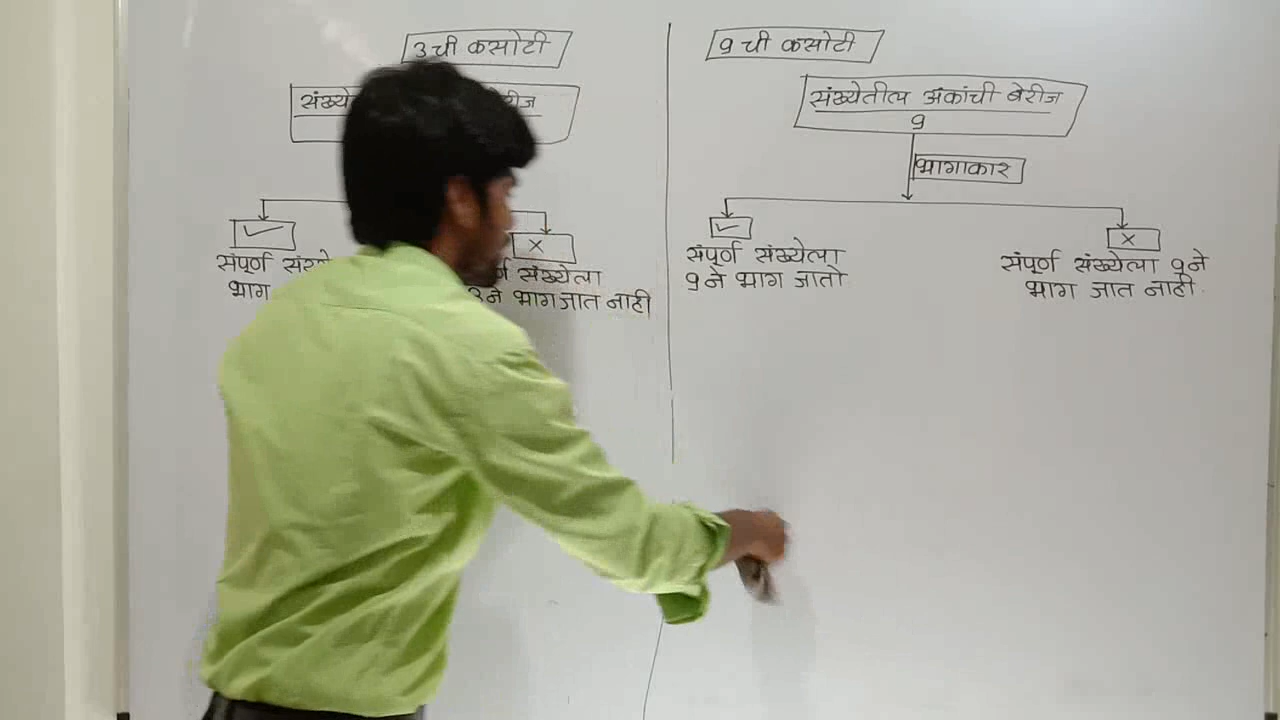 3ची कसोटी
संख्ये बेरीज
✓
×
संपूर्ण
भाग
संख्येला
3ने भाग जात नाही
9 ची कसोटी
संख्येतील अंकांची बेरीज
9
भागाकार
✓
संपूर्ण संख्येला
9 ने भाग जातो
×
संपूर्ण संख्येला 9ने
भाग जात नाही.